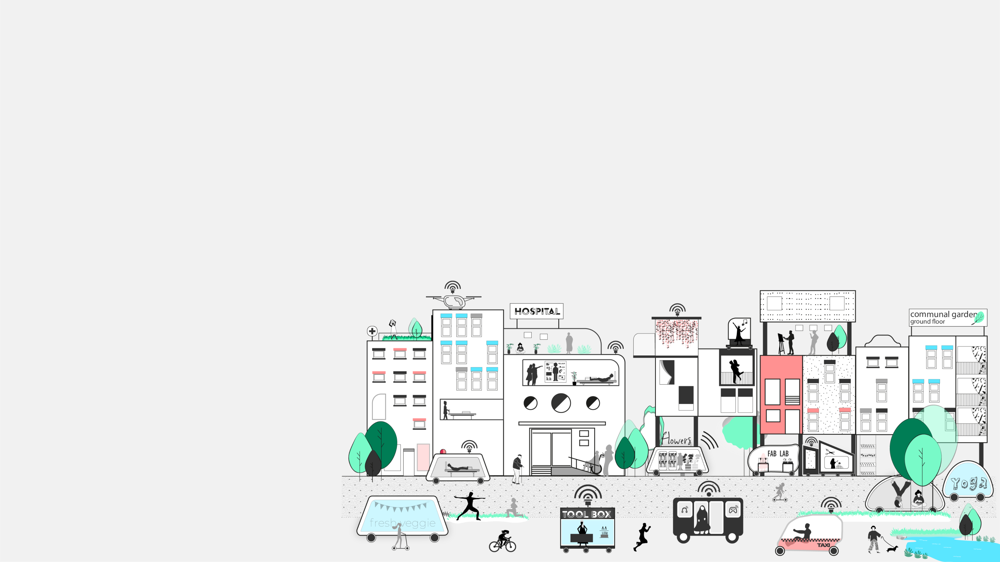 HOSPITAL
communal garden
ground floor
Flowers
FAB LAB
Yoga
fresh veggie
TOOL BOX
TAXI